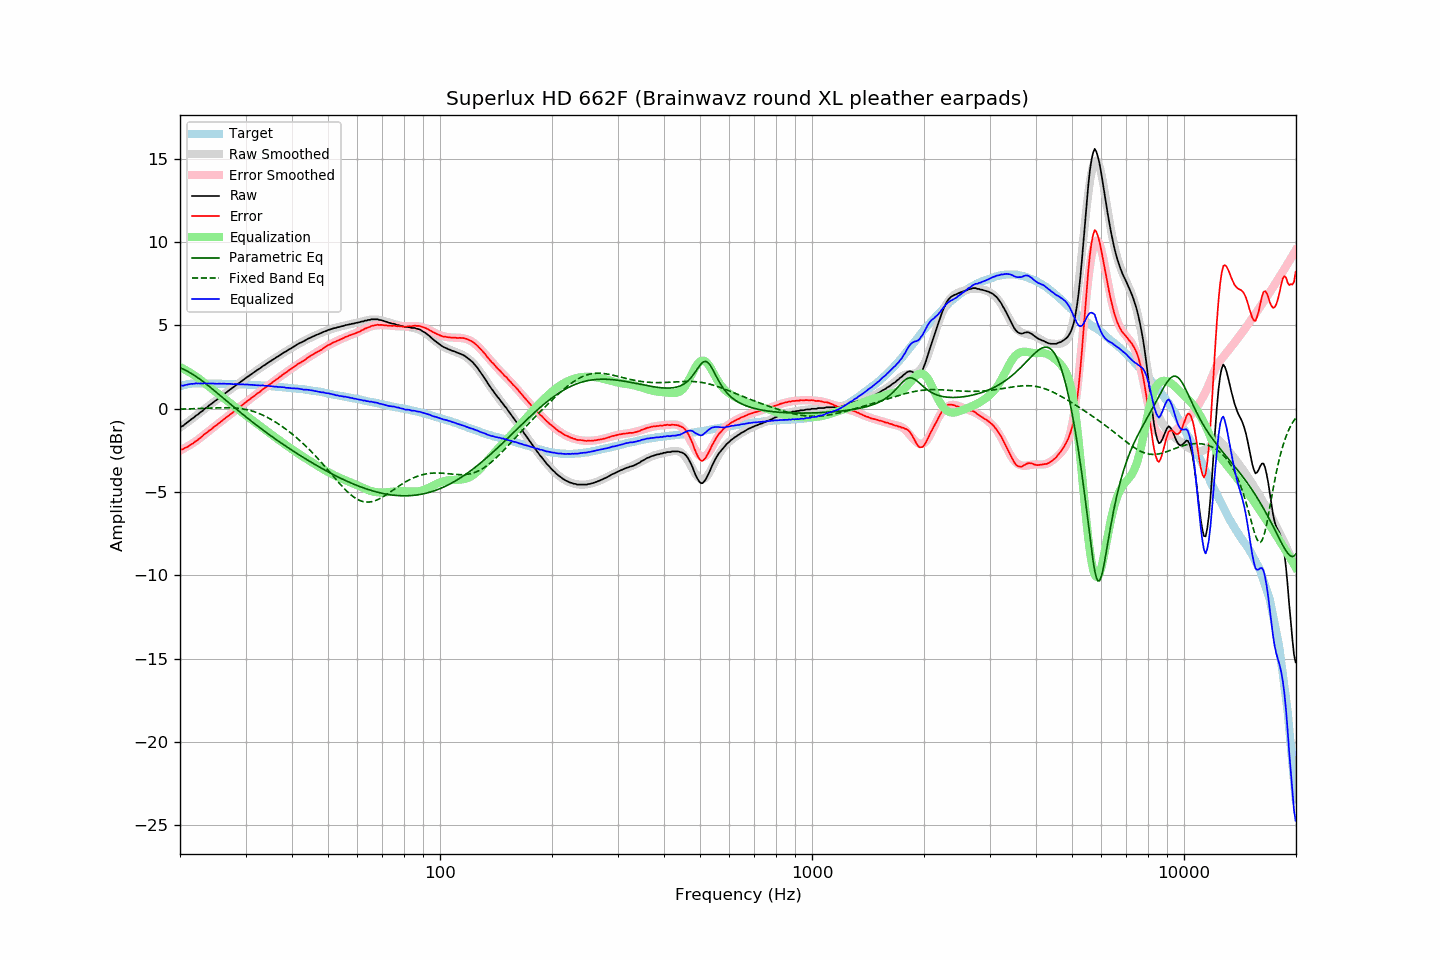 Superlux HD 662F (Brainwavz round XL pleather earpads)
Target
Raw Smoothed
Error Smoothed
Raw
Error
Equalization
Parametric Eq
Fixed Band Eq
Equalized
15
10
5
0
−5
−10
−15
−20
−25
Amplitude (dBr)
100
1000
10000
Frequency (Hz)